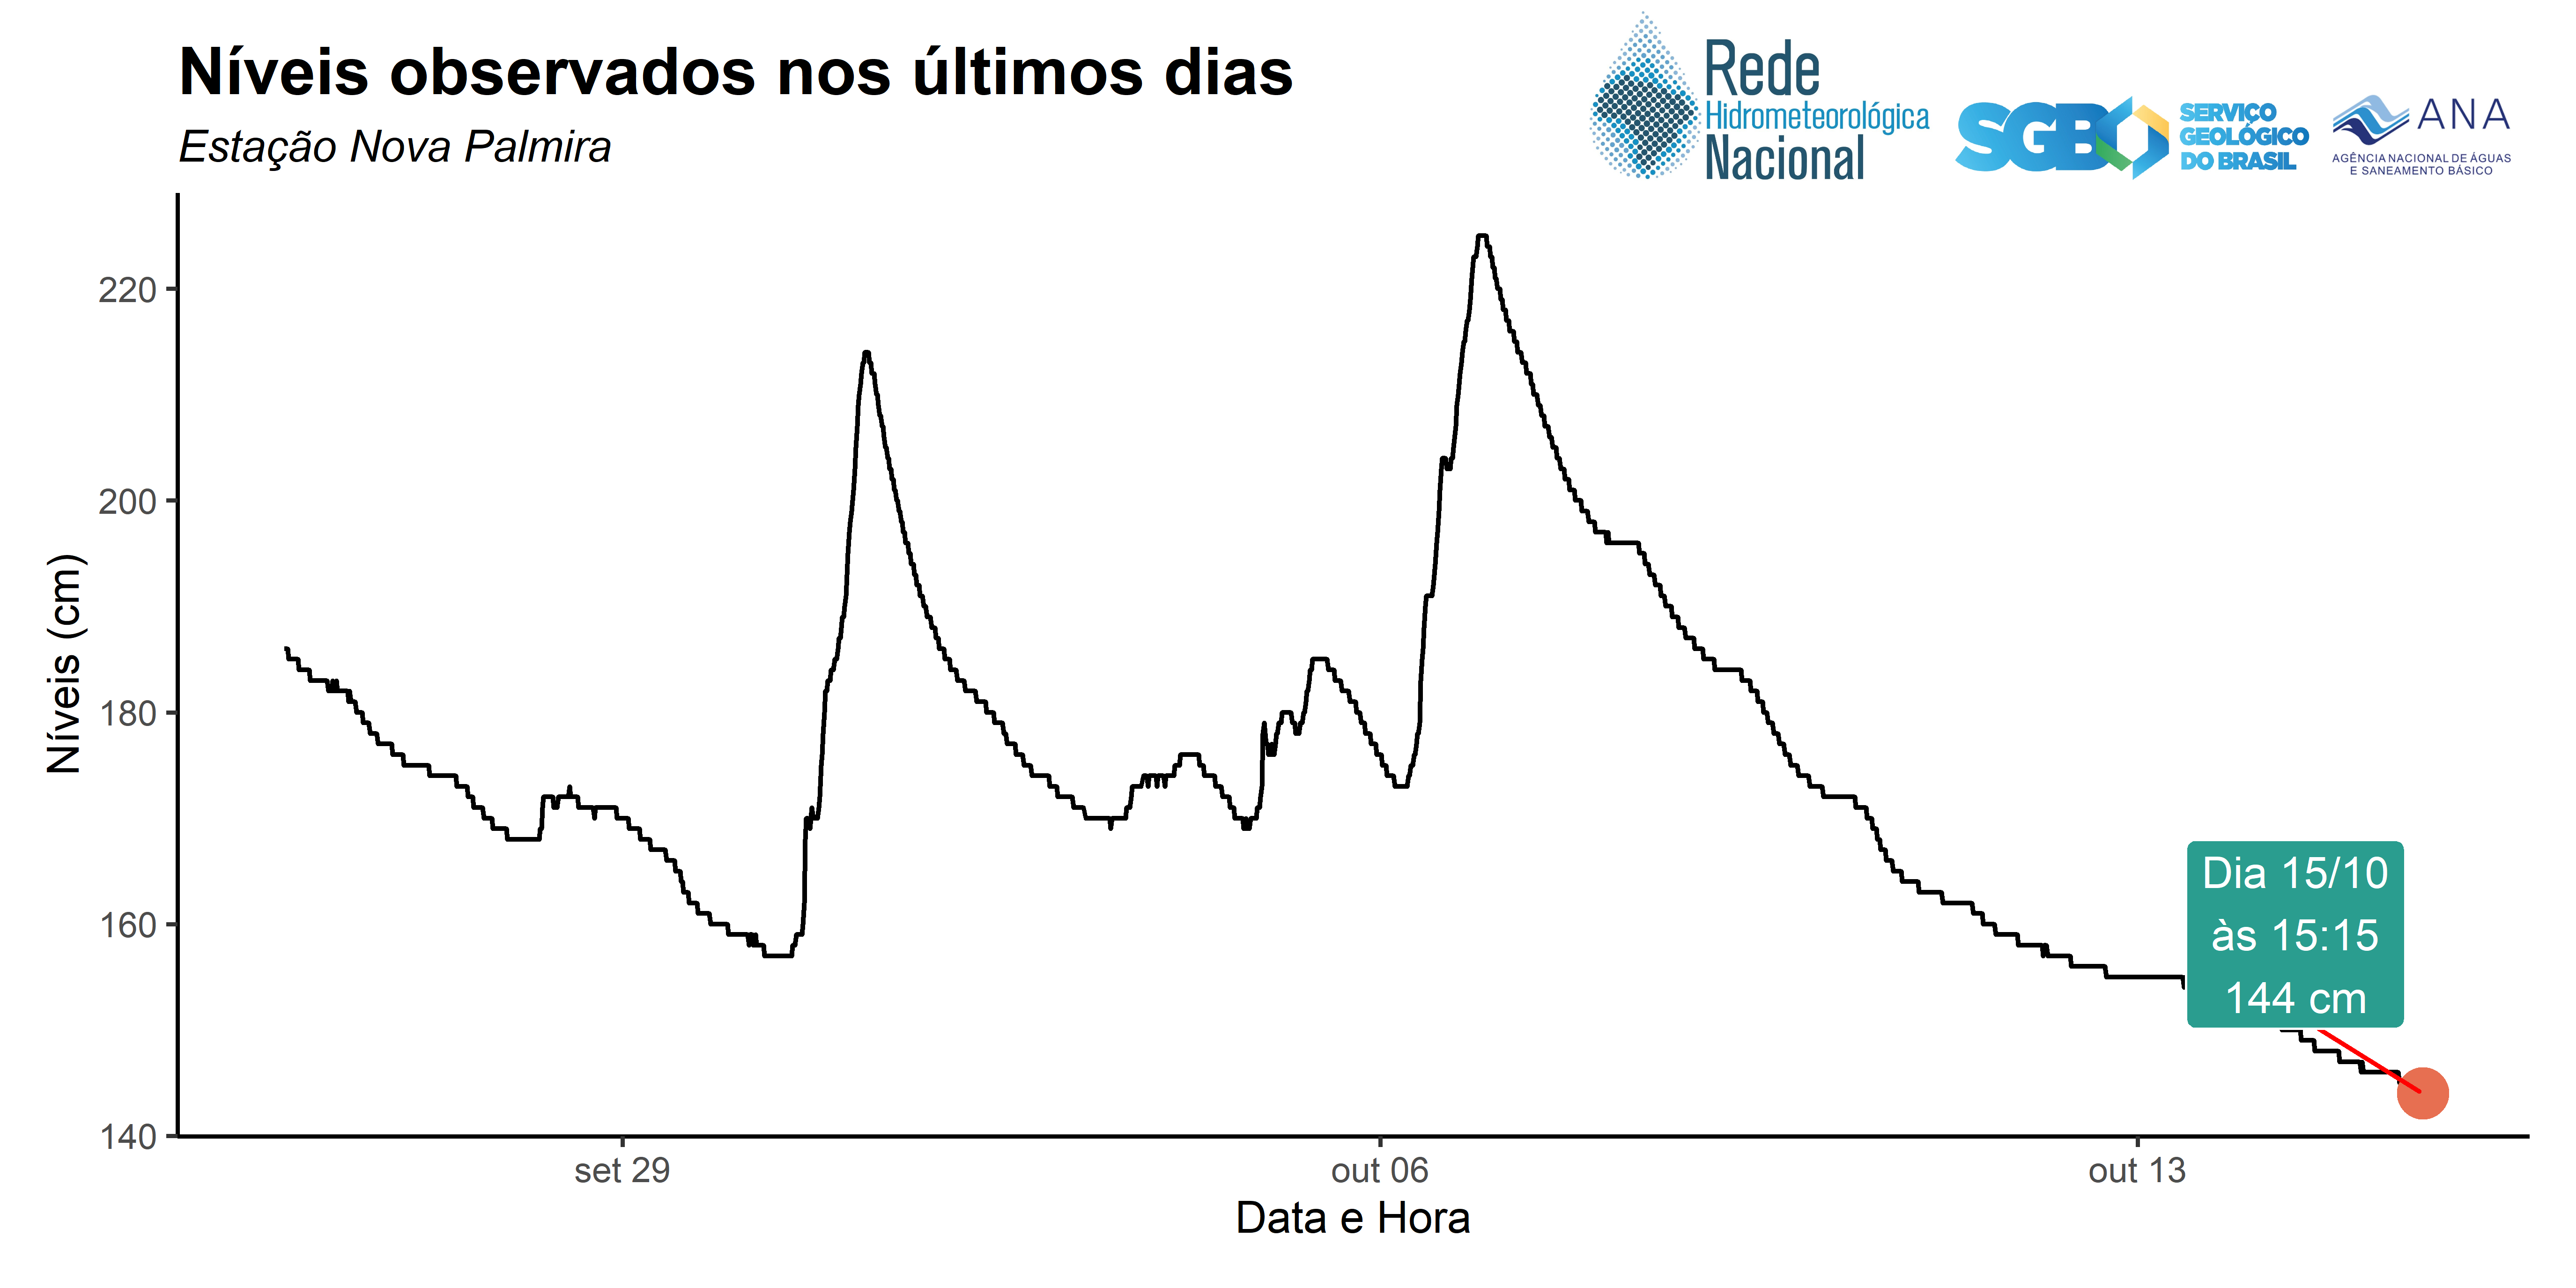 Níveis observados nos últimos dias
Estação Nova Palmira
Rede
Hidrometeorológica
Nacional
SGB
SERVIÇO
GEOLÓGICO
DO BRASIL
ANA
AGÊNCIA NACIONAL DE ÁGUAS
E SANEAMENTO BÁSICO
Níveis (cm)
220
200
180
160
140
Dia 15/10
às 15:15
144 cm
set 29
out 06
out 13
Data e Hora